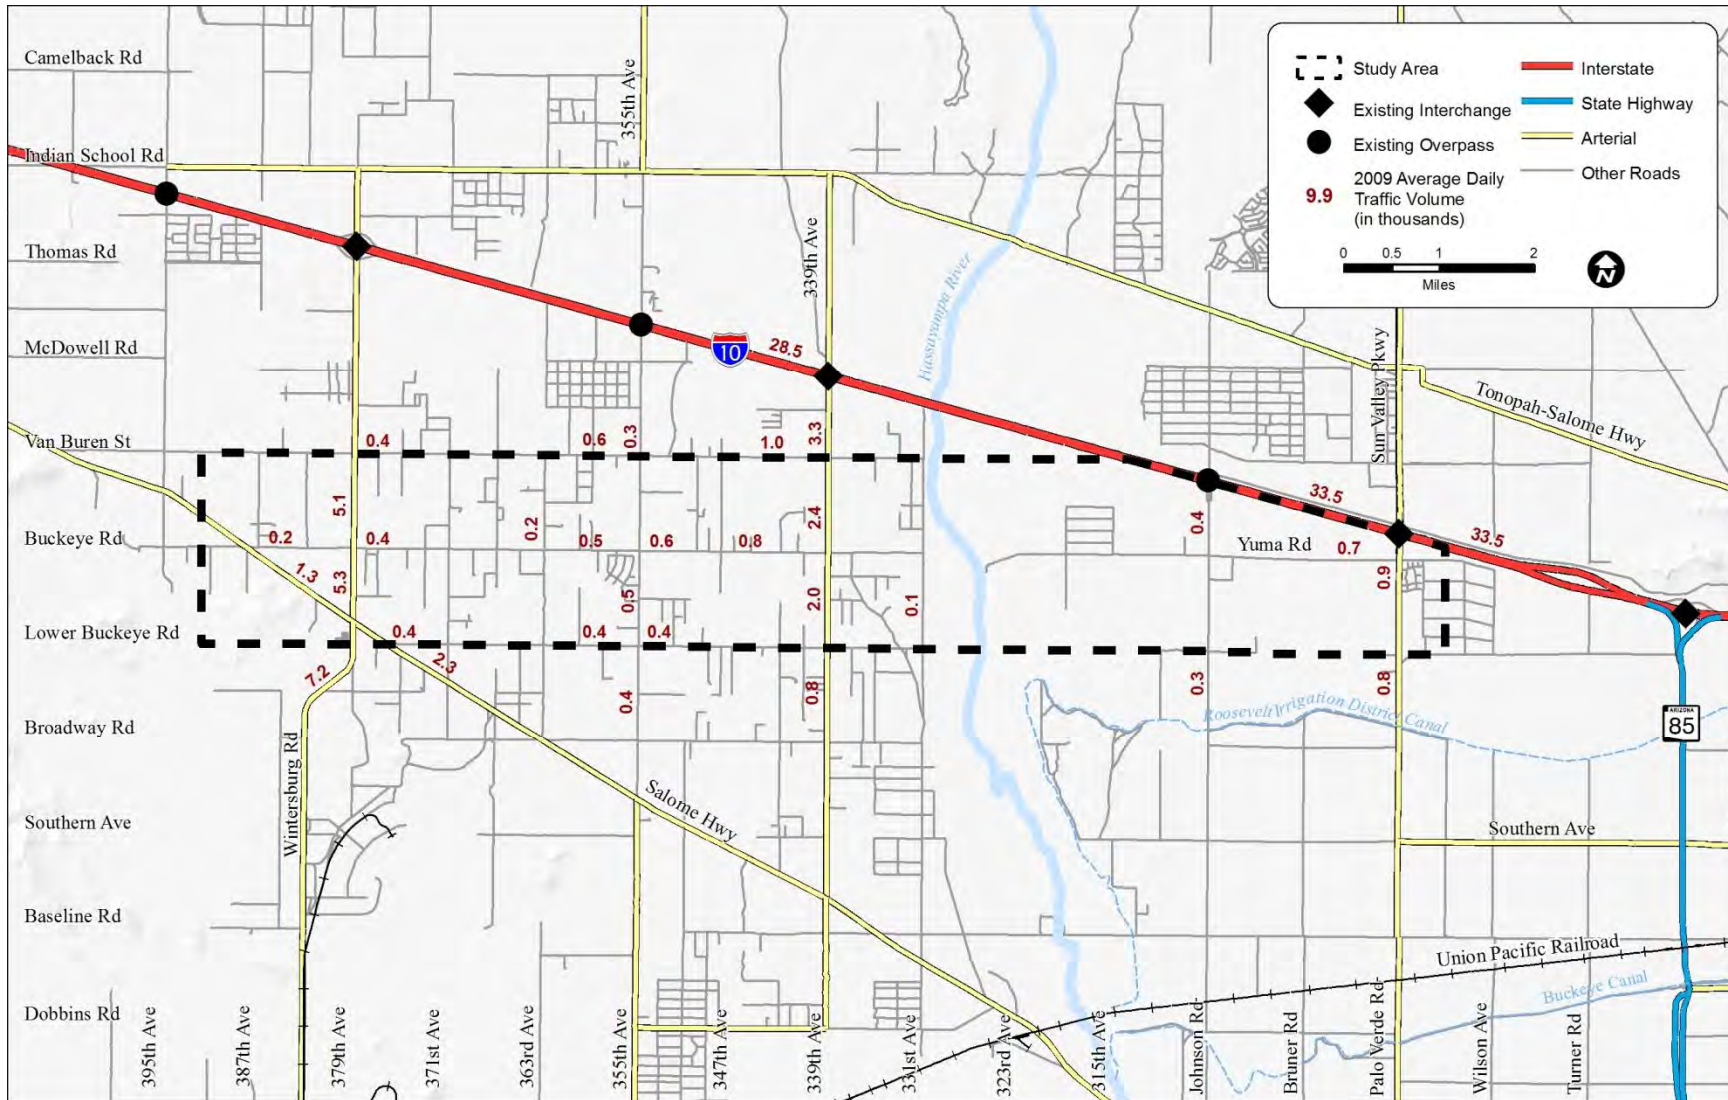 Camelback Rd
Indian School Rd
Thomas Rd
McDowell Rd
Van Buren St
Buckeye Rd
Lower Buckeye Rd
Broadway Rd
Southern Ave
Baseline Rd
Dobbins Rd
355th Ave
339th Ave
Hassayampa River
Sun Valley Pkwy
Tonopah-Salome Hwy
Study Area
Existing Interchange
Existing Overpass
9.9
2009 Average Daily
Traffic Volume
(in thousands)
Interstate
State Highway
Arterial
Other Roads
0 1 2
Miles
N
10
28.5
33.5
33.5
0.4
0.6
0.3
1.0
3.3
5.1
0.2
0.4
0.2
0.5
0.6
0.8
2.4
0.4
Yuma Rd
0.7
0.9
1.3
5.3
0.5
2.0
0.1
0.4
0.4
0.4
7.2
2.3
0.4
0.8
0.3
0.8
Roosevelt Irrigation District Canal
ARIZONA
85
Wintersburg Rd
Salome Hwy
Southern Ave
Union Pacific Railroad
Buckeye Canal
395th Ave
387th Ave
379th Ave
371st Ave
363rd Ave
355th Ave
347th Ave
339th Ave
331st Ave
323rd Ave
315th Ave
Johnson Rd
Bruner Rd
Palo Verde Rd
Wilson Ave
Turner Rd